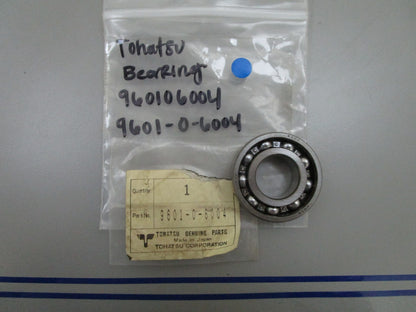 Tohatsu
Bearing
960106004
9601-0-6004
Quantity 1
Part No. 9601-0-6004
TOHATSU GENUINE PARTS
Made in Japan
TOHATSU CORPORATION